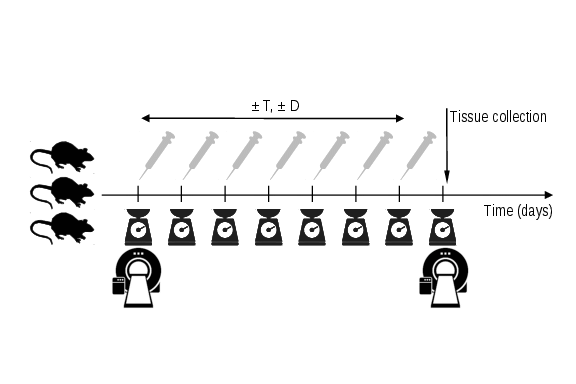 ± T, ± D
Tissue collection
Time (days)